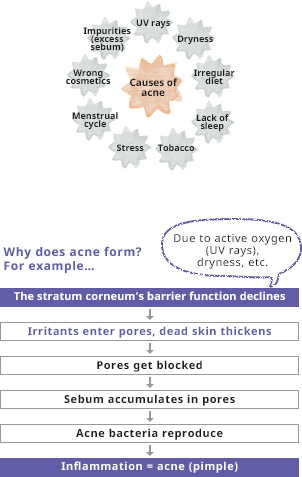 UV rays
Impurities
(excess
sebum)
Dryness
Wrong
cosmetics
Causes of
acne
Irregular
diet
Menstrual
cycle
Lack of
sleep
Stress
Tobacco
Why does acne form?
For example...
Due to active oxygen
(UV rays),
dryness, etc.
The stratum corneum's barrier function declines
Irritants enter pores, dead skin thickens
Pores get blocked
Sebum accumulates in pores
Acne bacteria reproduce
Inflammation = acne (pimple)